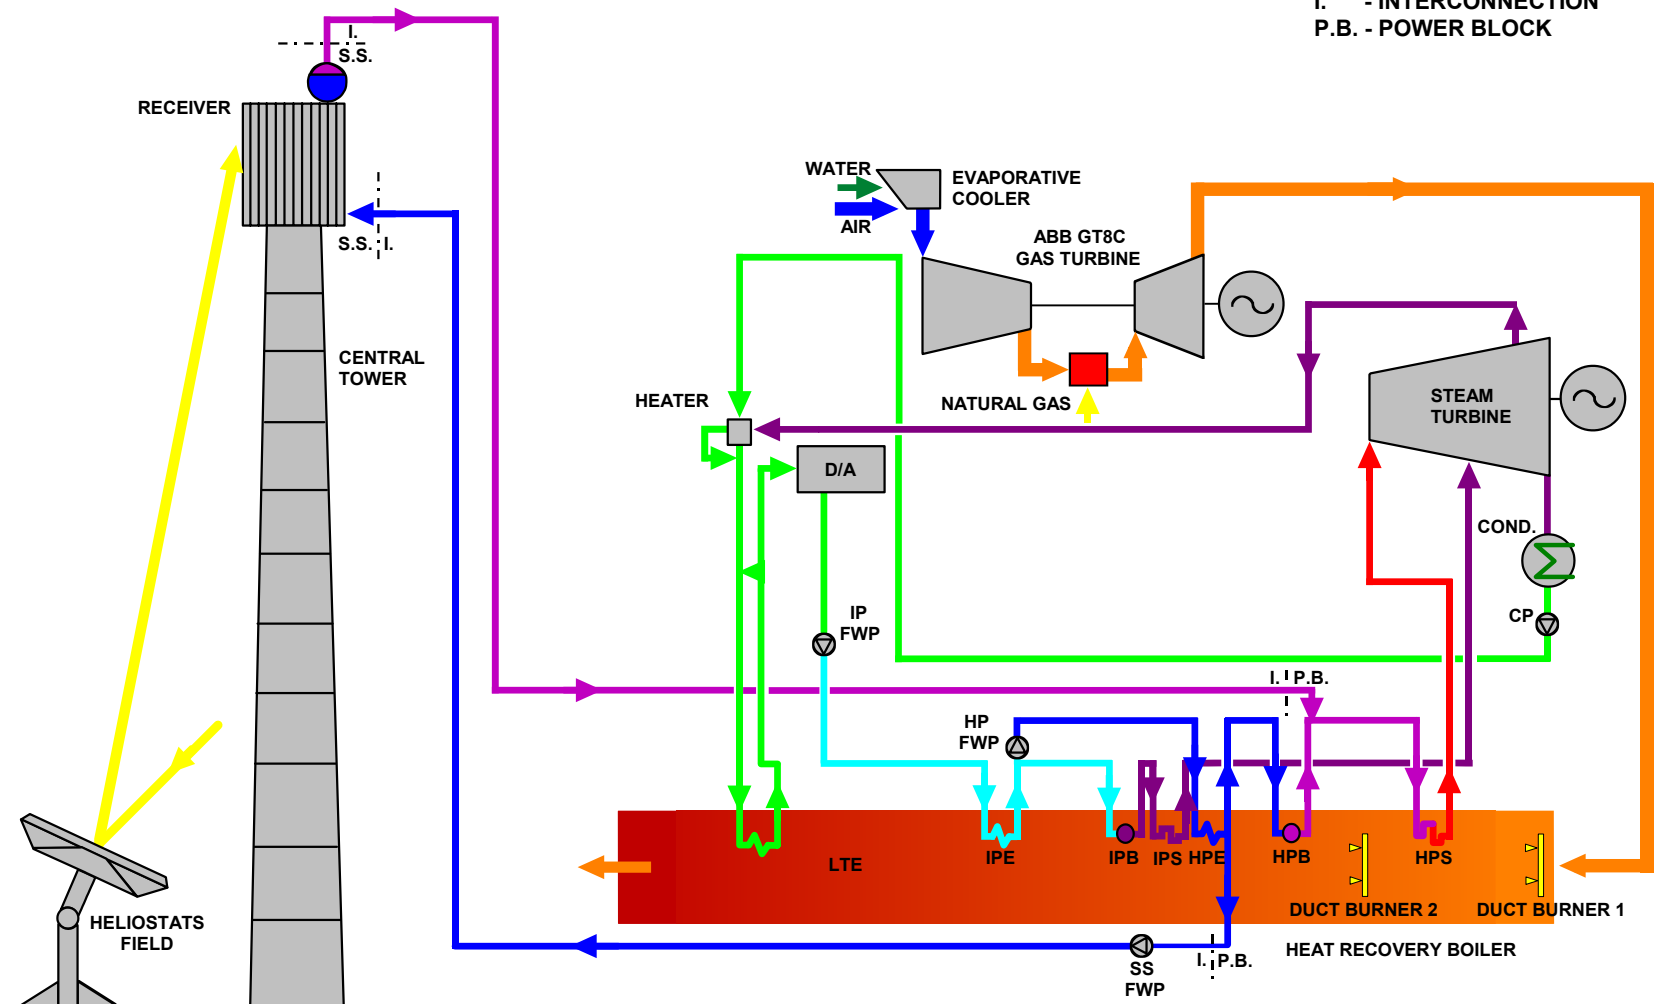 I. - INTERCONNECTION
P.B. - POWER BLOCK
I.
S.S.
RECEIVER
WATER
EVAPORATIVE
COOLER
AIR
S.S. I.
ABB GT8C
GAS TURBINE
CENTRAL
TOWER
HEATER
NATURAL GAS
STEAM
TURBINE
D/A
COND.
IP
FWP
CP
I. P.B.
HP
FWP
LTE
IPE
IPB
IPS
HPE
HPB
HPS
DUCT BURNER 2
DUCT BURNER 1
HELIOSTATS
FIELD
HEAT RECOVERY BOILER
I. P.B.
SS
FWP